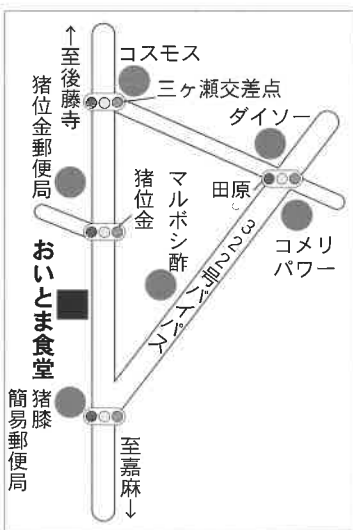 ←至後藤寺
コスモス
三ヶ瀬交差点
ダイソー
猪位金郵便局
猪位金
マルボシ酢
田原
コメリ
パワー
322号バイパス
おいとま食堂
猪膝
簡易郵便局
至嘉麻→